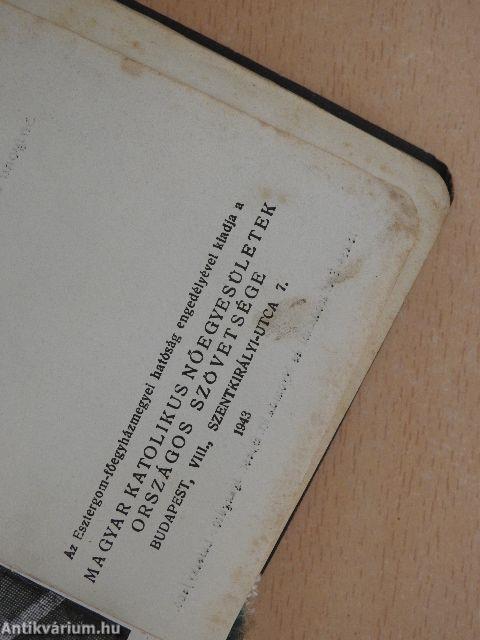 Az Esztergom-főegyházmegyei hatóság engedélyével kiadja a
MAGYAR KATOLIKUS NŐEGYESÜLETEK
ORSZÁGOS SZÖVETSÉGE
BUDAPEST, VIII., SZENTKIRÁLYI-UTCA 7.
1943
Antikvárium.hu